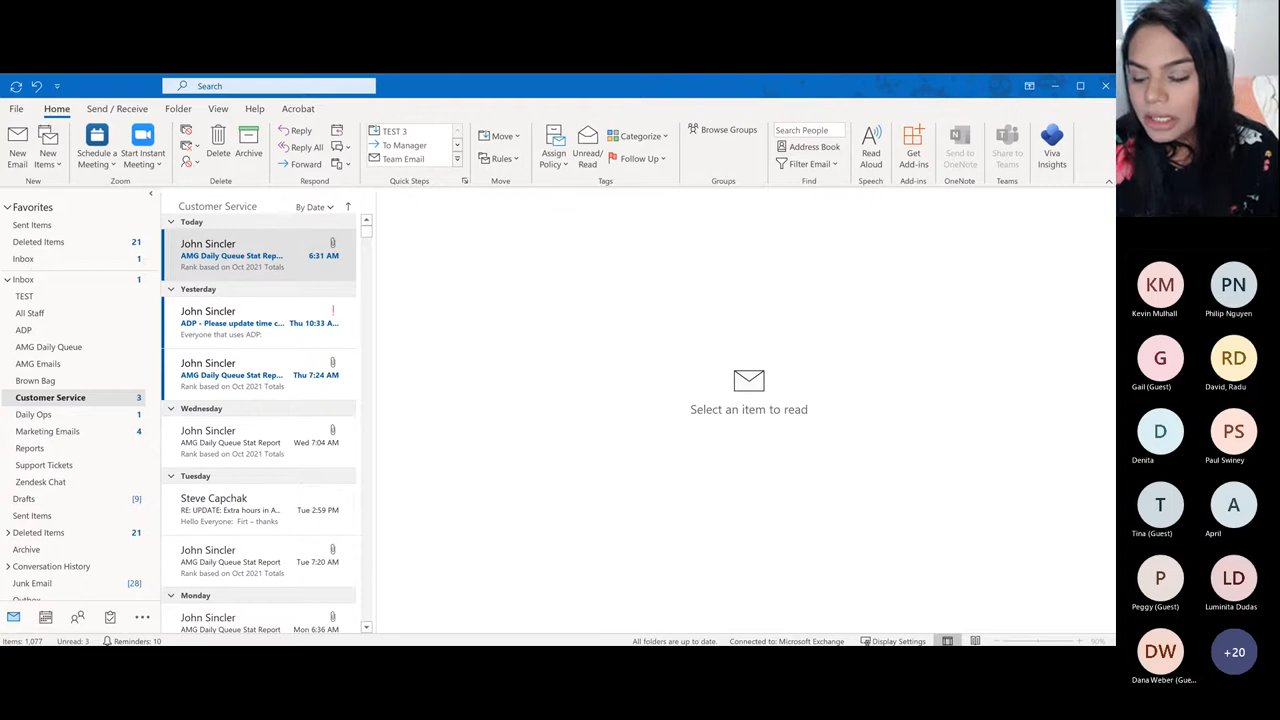 Search
File Home Send / Receive Folder View Help Acrobat
New Email
New Items
Schedule a Meeting
Start Instant Meeting
Delete
Archive
Reply
Reply All
Forward
TEST 3
To Manager
Team Email
Move
Rules
Assign Policy
Unread/ Read
Categorize
Follow Up
Browse Groups
Search People
Address Book
Filter Email
Read Aloud
Get Add-ins
Send to OneNote
Share to Teams
Viva Insights
New Zoom Delete Respond Quick Steps Move Tags Groups Find Speech Add-ins OneNote Teams
Favorites
Sent Items
Deleted Items 21
Inbox 1
Inbox 1
TEST
All Staff
ADP
AMG Daily Queue
AMG Emails
Brown Bag
Customer Service 3
Daily Ops 1
Marketing Emails 4
Reports
Support Tickets
Zendesk Chat
Drafts [9]
Sent Items
Deleted Items 21
Archive
Conversation History
Junk Email [28]
Outbox
Customer Service By Date
Today
John Sincler
AMG Daily Queue Stat Rep... 6:31 AM
Rank based on Oct 2021 Totals
Yesterday
John Sincler
ADP - Please update time c... Thu 10:33 A...
Everyone that uses ADP:
John Sincler
AMG Daily Queue Stat Rep... Thu 7:24 AM
Rank based on Oct 2021 Totals
Wednesday
John Sincler
AMG Daily Queue Stat Report Wed 7:04 AM
Rank based on Oct 2021 Totals
Tuesday
Steve Capchak
RE: UPDATE: Extra hours in A... Tue 2:59 PM
Hello Everyone: Firt – thanks
John Sincler
AMG Daily Queue Stat Report Tue 7:20 AM
Rank based on Oct 2021 Totals
Monday
John Sincler
AMG Daily Queue Stat Report Mon 6:36 AM
Select an item to read
Items: 1,077 Unread: 3 Reminders: 10 All folders are up to date. Connected to: Microsoft Exchange Display Settings 90%
KM PN
Kevin Mulhall Philip Nguyen
G RD
Gail (Guest) David, Radu
D PS
Denita Paul Swiney
T A
Tina (Guest) April
P LD
Peggy (Guest) Luminita Dudas
DW +20
Dana Weber (Gue...